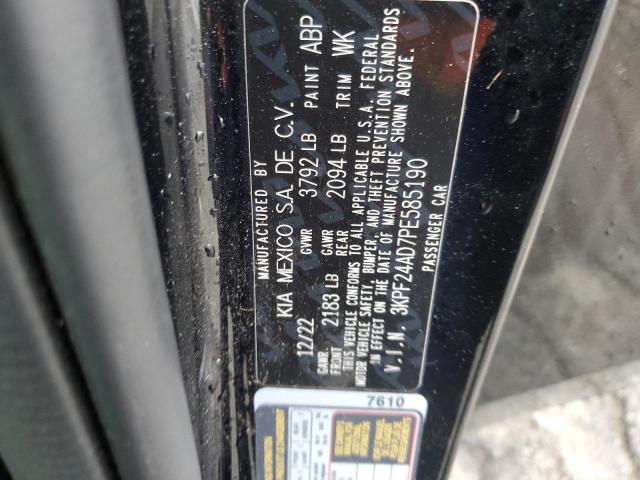 MANUFACTURED BY
KIA MEXICO S.A. DE C.V.
12/22 GVWR 3792 LB PAINT ABP
GAWR FRONT 2183 LB GAWR REAR 2094 LB TRIM WK
THIS VEHICLE CONFORMS TO ALL APPLICABLE U.S.A. FEDERAL
MOTOR VEHICLE SAFETY, BUMPER, AND THEFT PREVENTION STANDARDS
IN EFFECT ON THE DATE OF MANUFACTURE SHOWN ABOVE.
V.I.N. 3KPF24AD7PE585190
PASSENGER CAR
7610